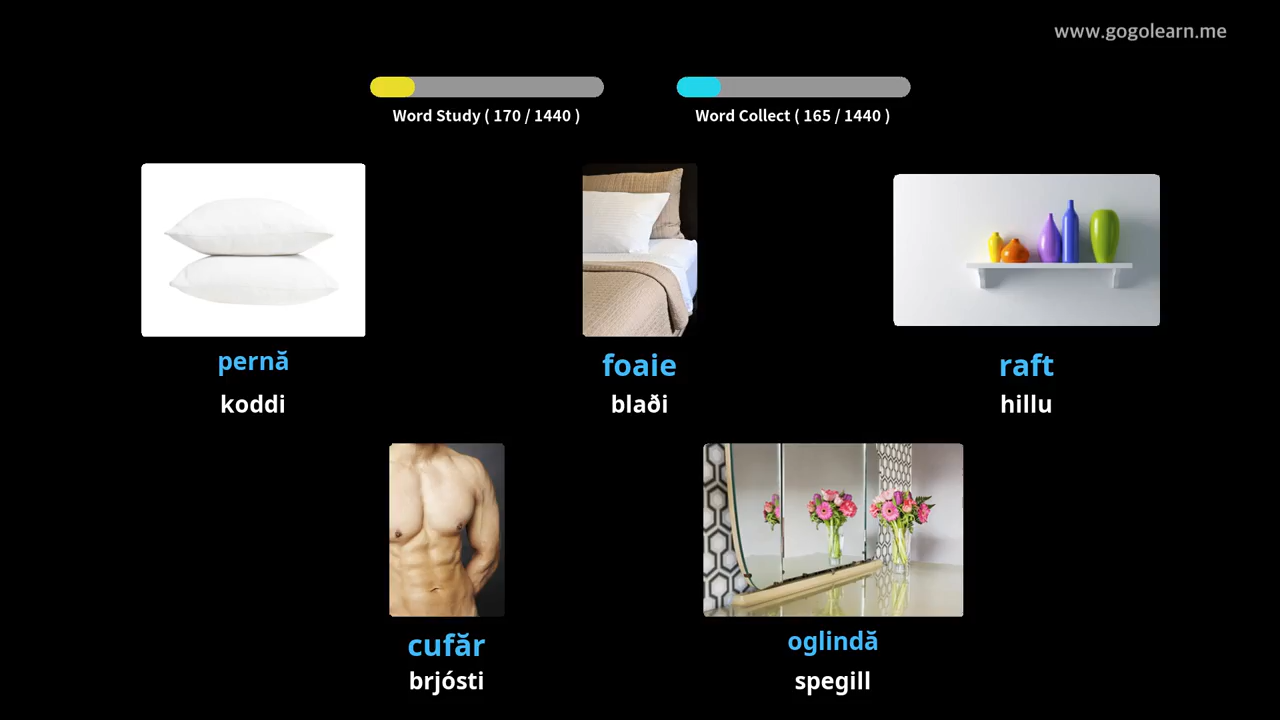 www.gogolearn.me
Word Study ( 170 / 1440 )
Word Collect ( 165 / 1440 )
pernă
foaie
raft
koddi
blaði
hillu
cufăr
oglindă
brjósti
spegill